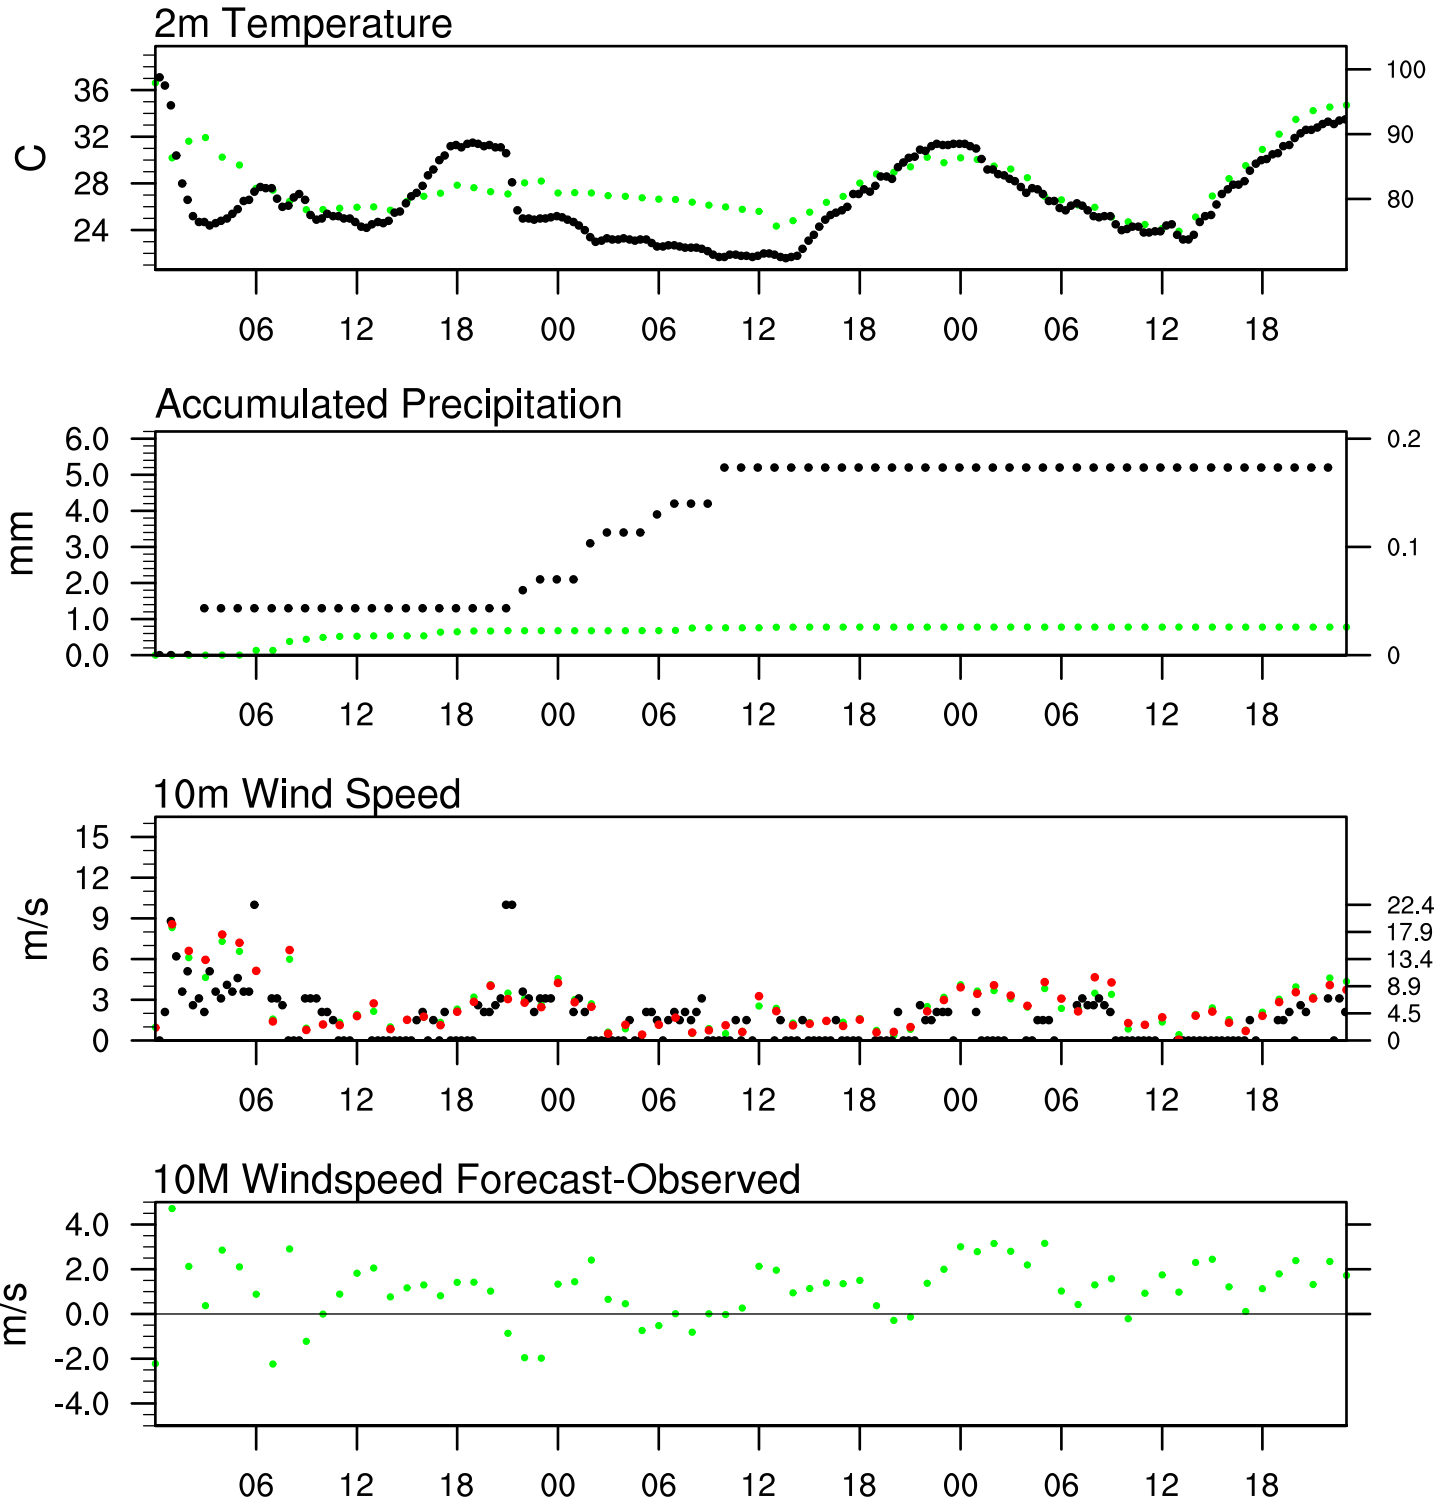 2m Temperature
36 100
32 90
C
28
80
24
06 12 18 00 06 12 18 00 06 12 18
Accumulated Precipitation
6.0 0.2
5.0
4.0
mm
3.0 0.1
2.0
1.0
0.0 0
06 12 18 00 06 12 18 00 06 12 18
10m Wind Speed
15
12
9 22.4
17.9
m/s
6 13.4
3 8.9
4.5
0 0
06 12 18 00 06 12 18 00 06 12 18
10M Windspeed Forecast-Observed
4.0
2.0
m/s
0.0
-2.0
-4.0
06 12 18 00 06 12 18 00 06 12 18